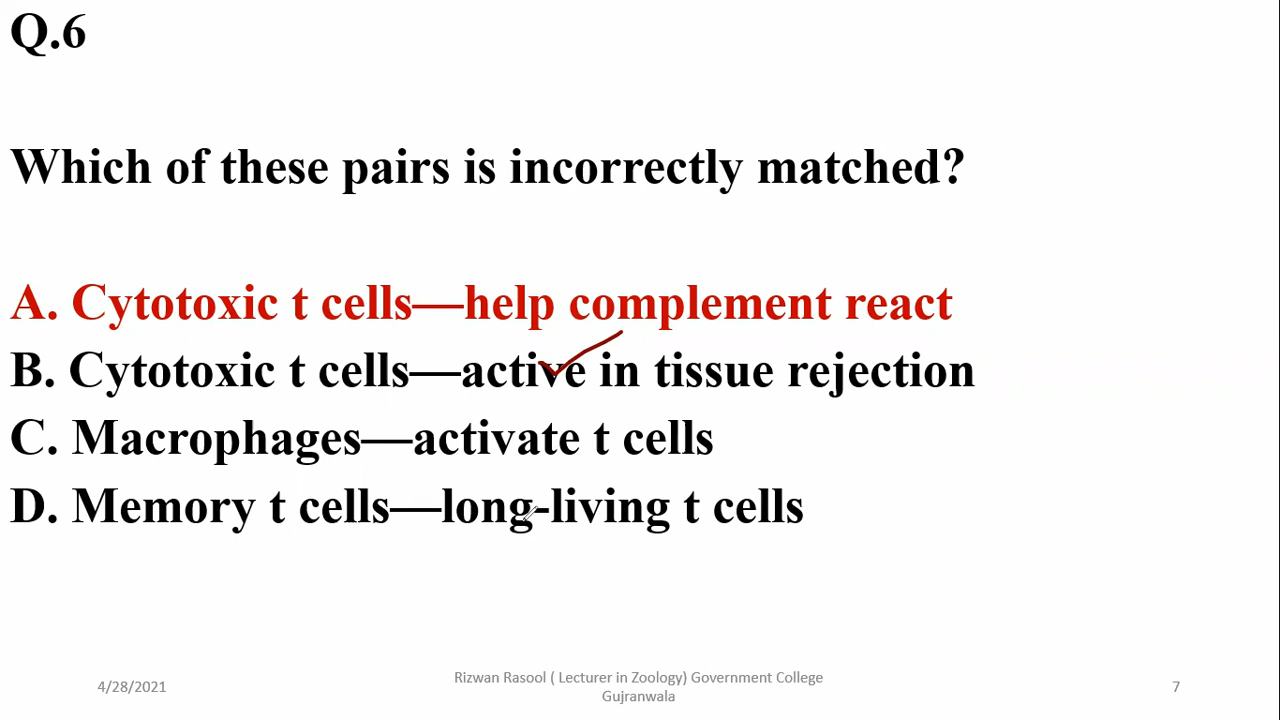 Q.6
Which of these pairs is incorrectly matched?
A. Cytotoxic t cells—help complement react
B. Cytotoxic t cells—active in tissue rejection
C. Macrophages—activate t cells
D. Memory t cells—long-living t cells
4/28/2021
Rizwan Rasool ( Lecturer in Zoology) Government College
Gujranwala
7